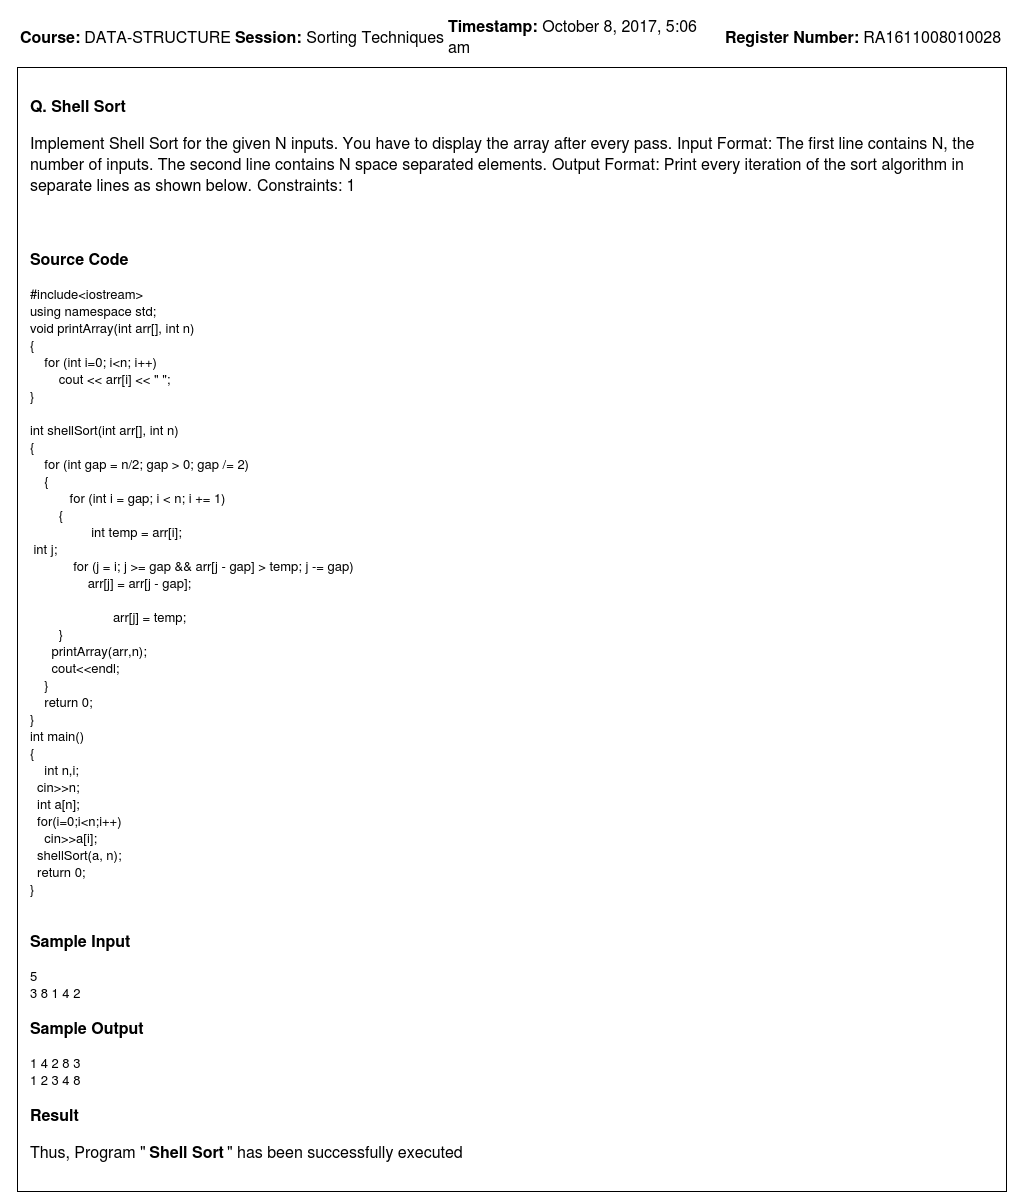 Course: DATA-STRUCTURE Session: Sorting Techniques Timestamp: October 8, 2017, 5:06 am Register Number: RA1611008010028
Q. Shell Sort
Implement Shell Sort for the given N inputs. You have to display the array after every pass. Input Format: The first line contains N, the
number of inputs. The second line contains N space separated elements. Output Format: Print every iteration of the sort algorithm in
separate lines as shown below. Constraints: 1
Source Code
#include<iostream>
using namespace std;
void printArray(int arr[], int n)
{
    for (int i=0; i<n; i++)
        cout << arr[i] << " ";
}

int shellSort(int arr[], int n)
{
    for (int gap = n/2; gap > 0; gap /= 2)
    {
           for (int i = gap; i < n; i += 1)
        {
                 int temp = arr[i];
 int j;
            for (j = i; j >= gap && arr[j - gap] > temp; j -= gap)
                arr[j] = arr[j - gap];

                       arr[j] = temp;
        }
      printArray(arr,n);
      cout<<endl;
    }
    return 0;
}
int main()
{
    int n,i;
  cin>>n;
  int a[n];
  for(i=0;i<n;i++)
    cin>>a[i];
  shellSort(a, n);
  return 0;
}
Sample Input
5
3 8 1 4 2
Sample Output
1 4 2 8 3
1 2 3 4 8
Result
Thus, Program " Shell Sort " has been successfully executed